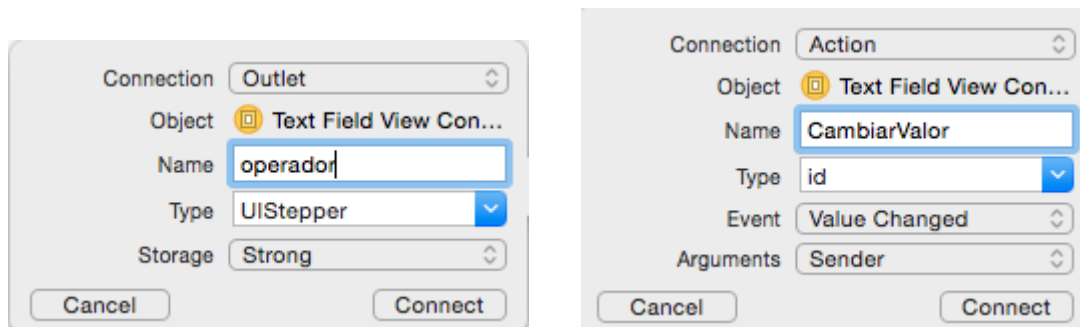 Connection Outlet
Object Text Field View Con...
Name operador
Type UIStepper
Storage Strong
Cancel Connect
Connection Action
Object Text Field View Con...
Name CambiarValor
Type id
Event Value Changed
Arguments Sender
Cancel Connect